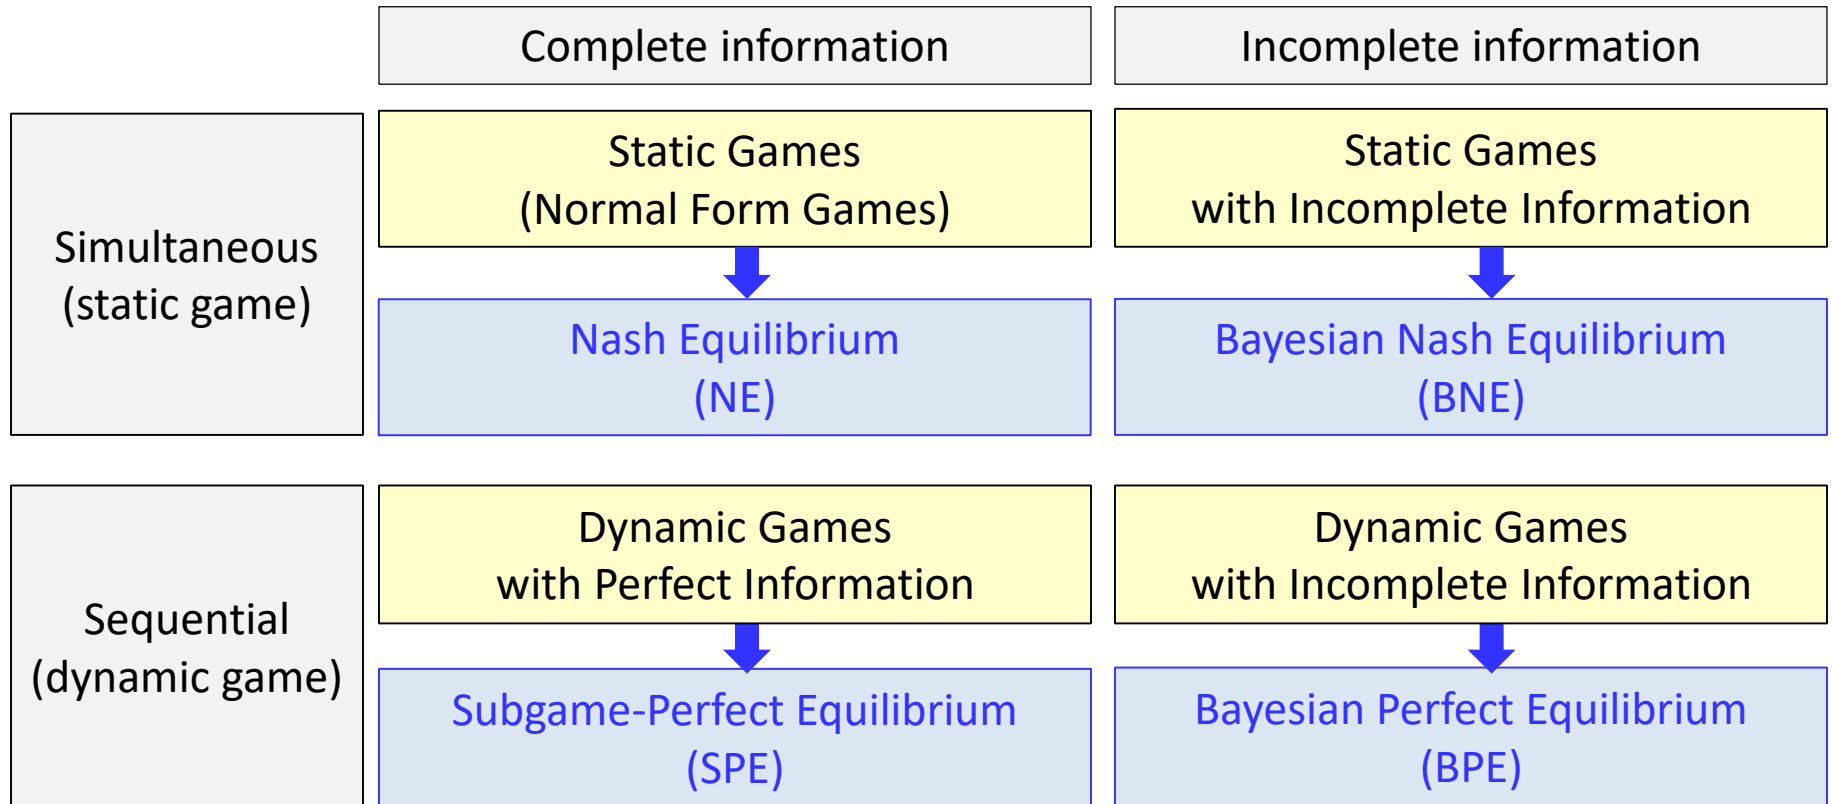 Complete information
Incomplete information
Simultaneous
(static game)
Static Games
(Normal Form Games)
Static Games
with Incomplete Information
Nash Equilibrium
(NE)
Bayesian Nash Equilibrium
(BNE)
Sequential
(dynamic game)
Dynamic Games
with Perfect Information
Dynamic Games
with Incomplete Information
Subgame-Perfect Equilibrium
(SPE)
Bayesian Perfect Equilibrium
(BPE)